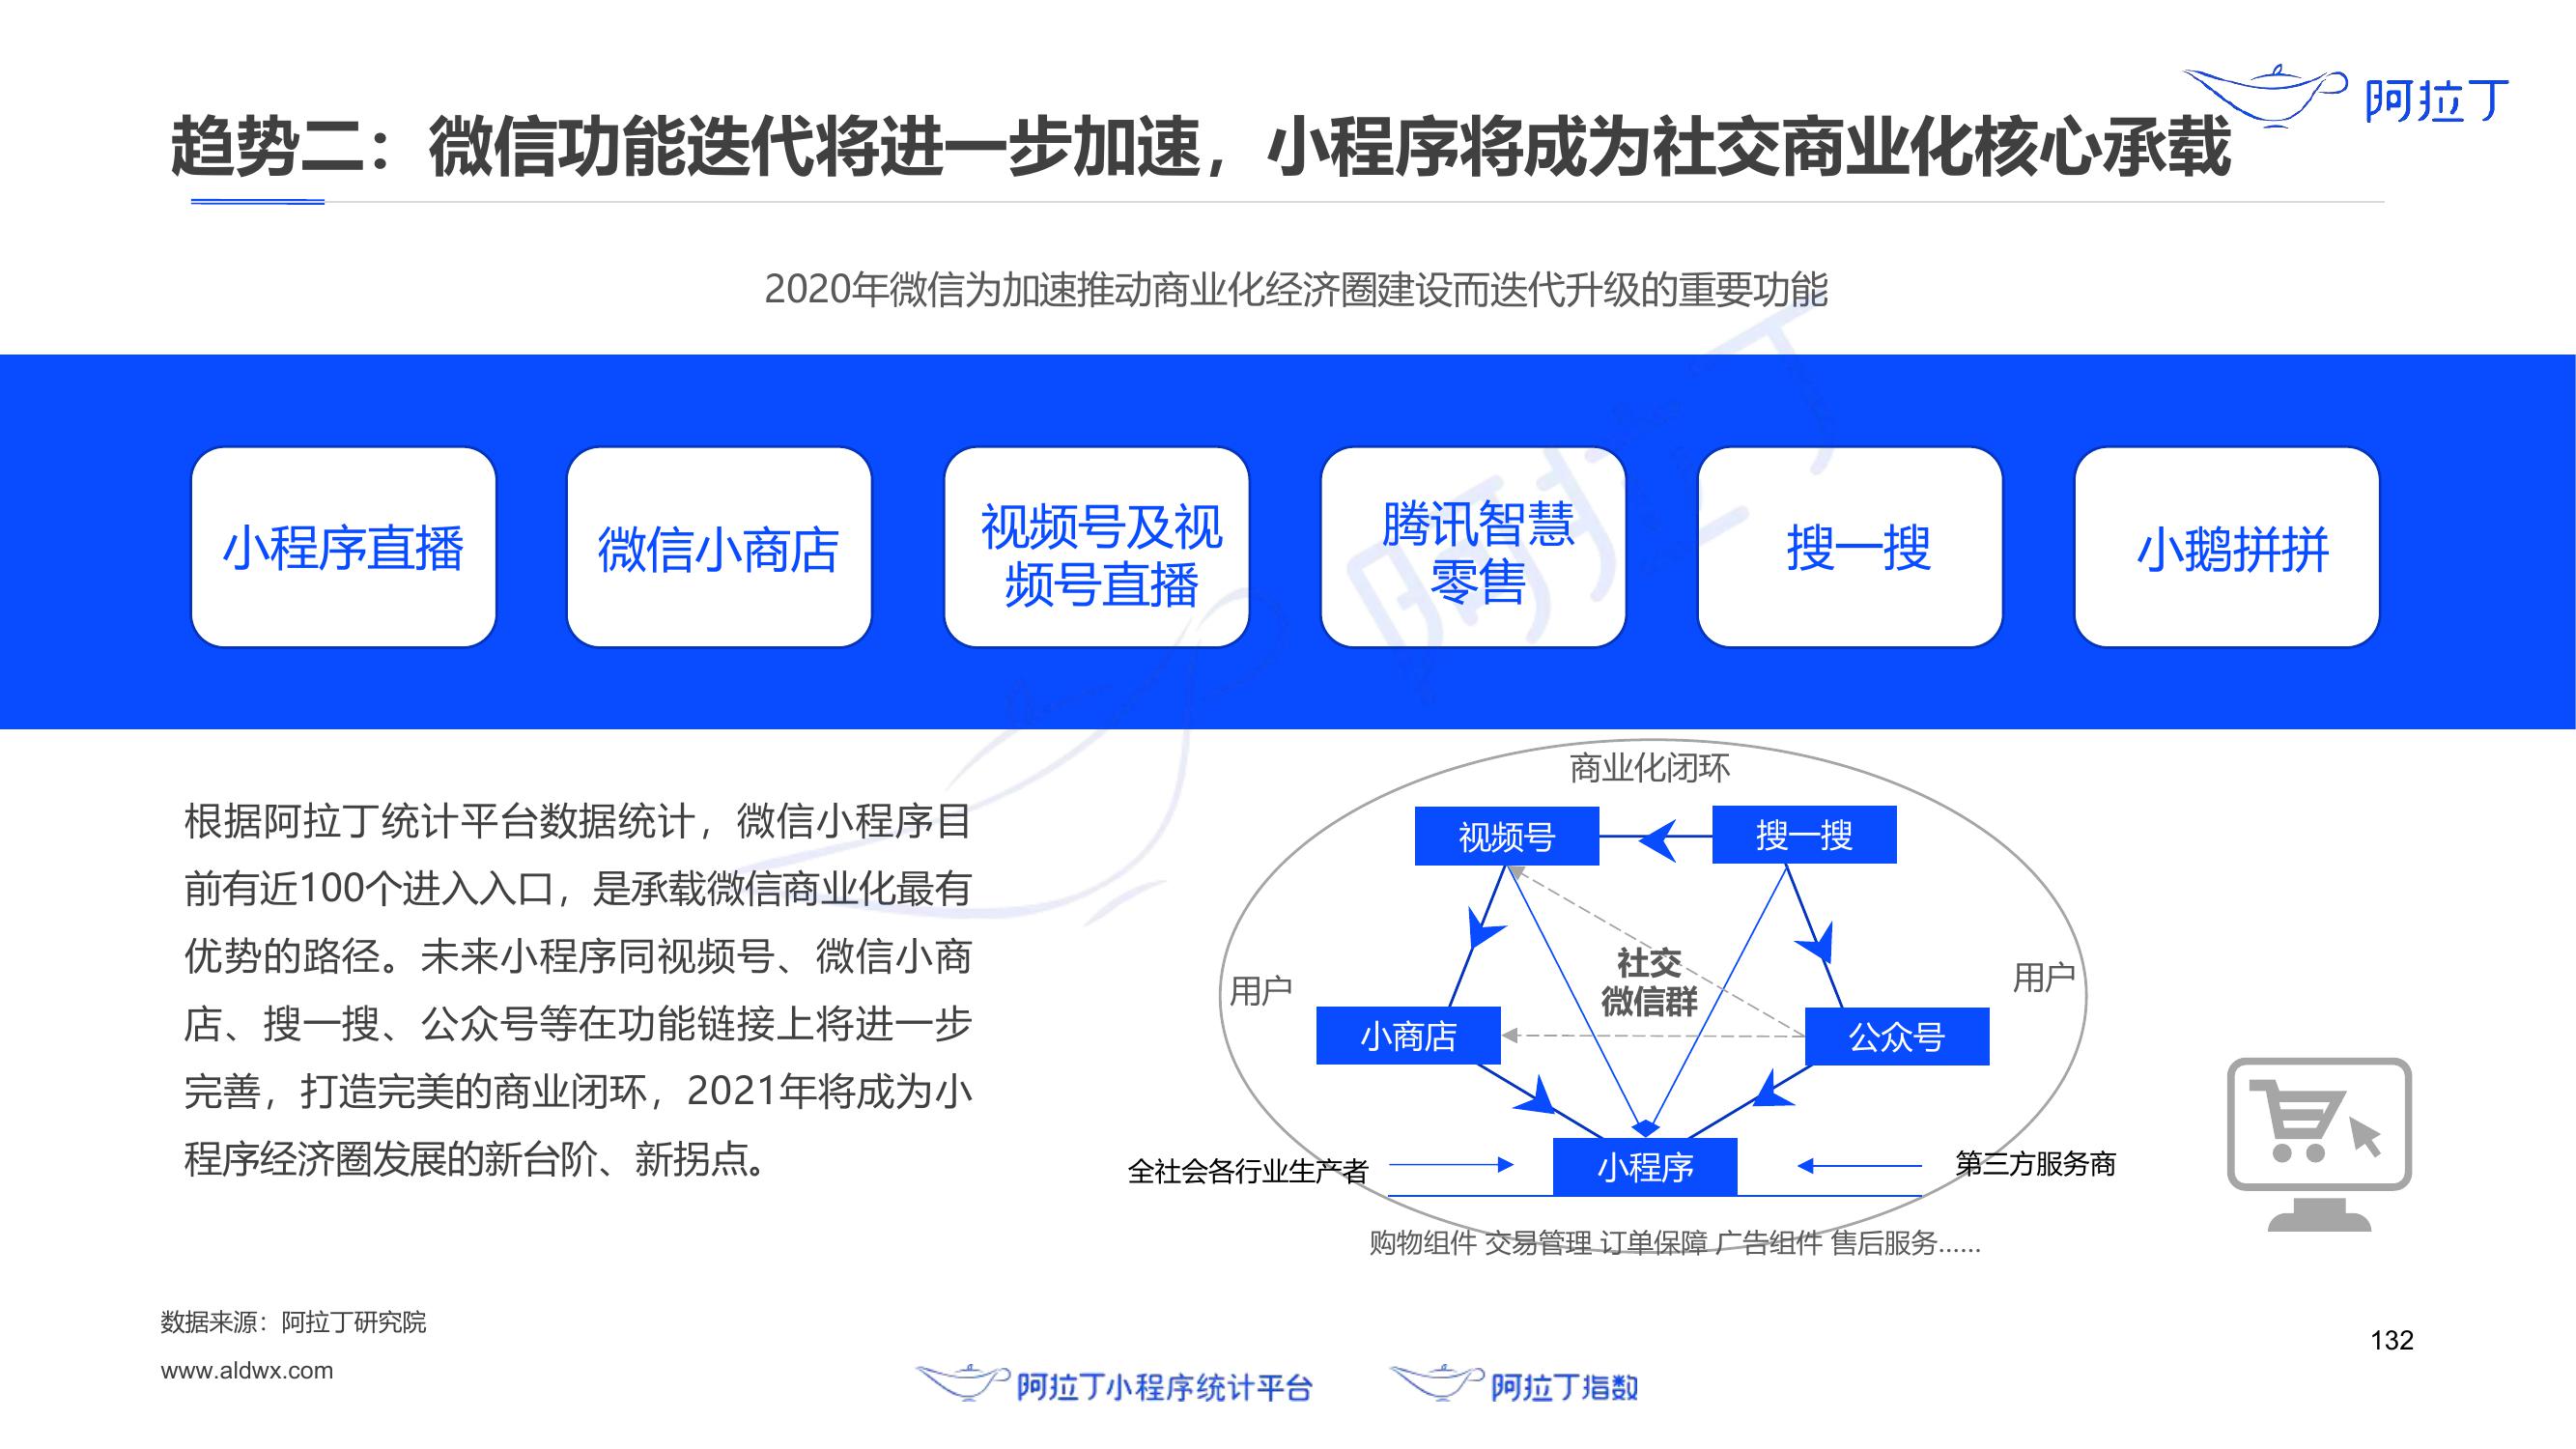 阿拉丁
趋势二：微信功能迭代将进一步加速，小程序将成为社交商业化核心承载
2020年微信为加速推动商业化经济圈建设而迭代升级的重要功能
小程序直播
微信小商店
视频号及视
频号直播
腾讯智慧
零售
搜一搜
小鹅拼拼
阿拉丁
根据阿拉丁统计平台数据统计，微信小程序目
前有近100个进入入口，是承载微信商业化最有
优势的路径。未来小程序同视频号、微信小商
店、搜一搜、公众号等在功能链接上将进一步
完善，打造完美的商业闭环，2021年将成为小
程序经济圈发展的新台阶、新拐点。
商业化闭环
视频号
搜一搜
社交
微信群
用户
用户
小商店
公众号
小程序
全社会各行业生产者
第三方服务商
购物组件 交易管理 订单保障 广告组件 售后服务……
数据来源：阿拉丁研究院
www.aldwx.com
阿拉丁小程序统计平台
阿拉丁指数
132